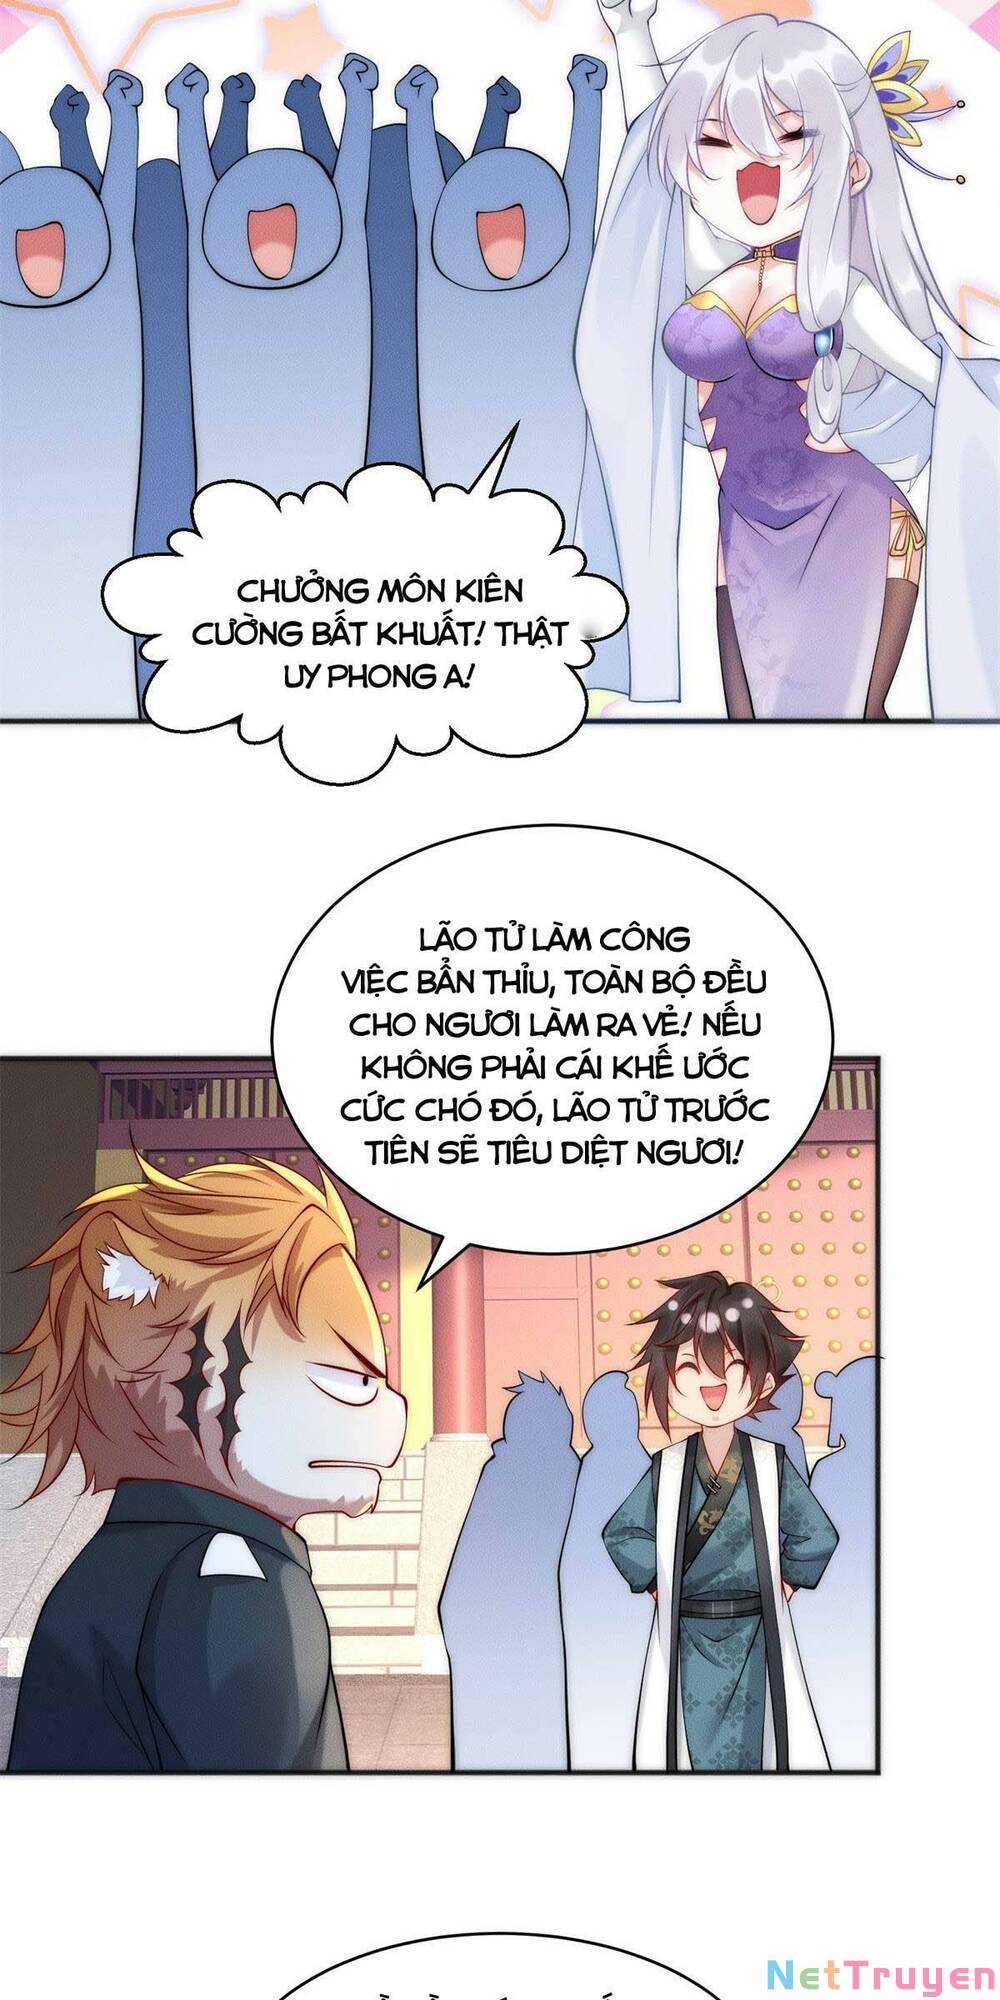 CHƯỞNG MÔN KIÊN
CƯỜNG BẤT KHUẤT! THẬT
UY PHONG A!
LÃO TỬ LÀM CÔNG
VIỆC BẨN THỈU, TOÀN BỘ ĐỀU
CHO NGƯƠI LÀM RA VẺ! NẾU
KHÔNG PHẢI CÁI KHẾ ƯỚC
CỨC CHÓ ĐÓ, LÃO TỬ TRƯỚC
TIÊN SẼ TIÊU DIỆT NGƯƠI!
NETTRUYEN